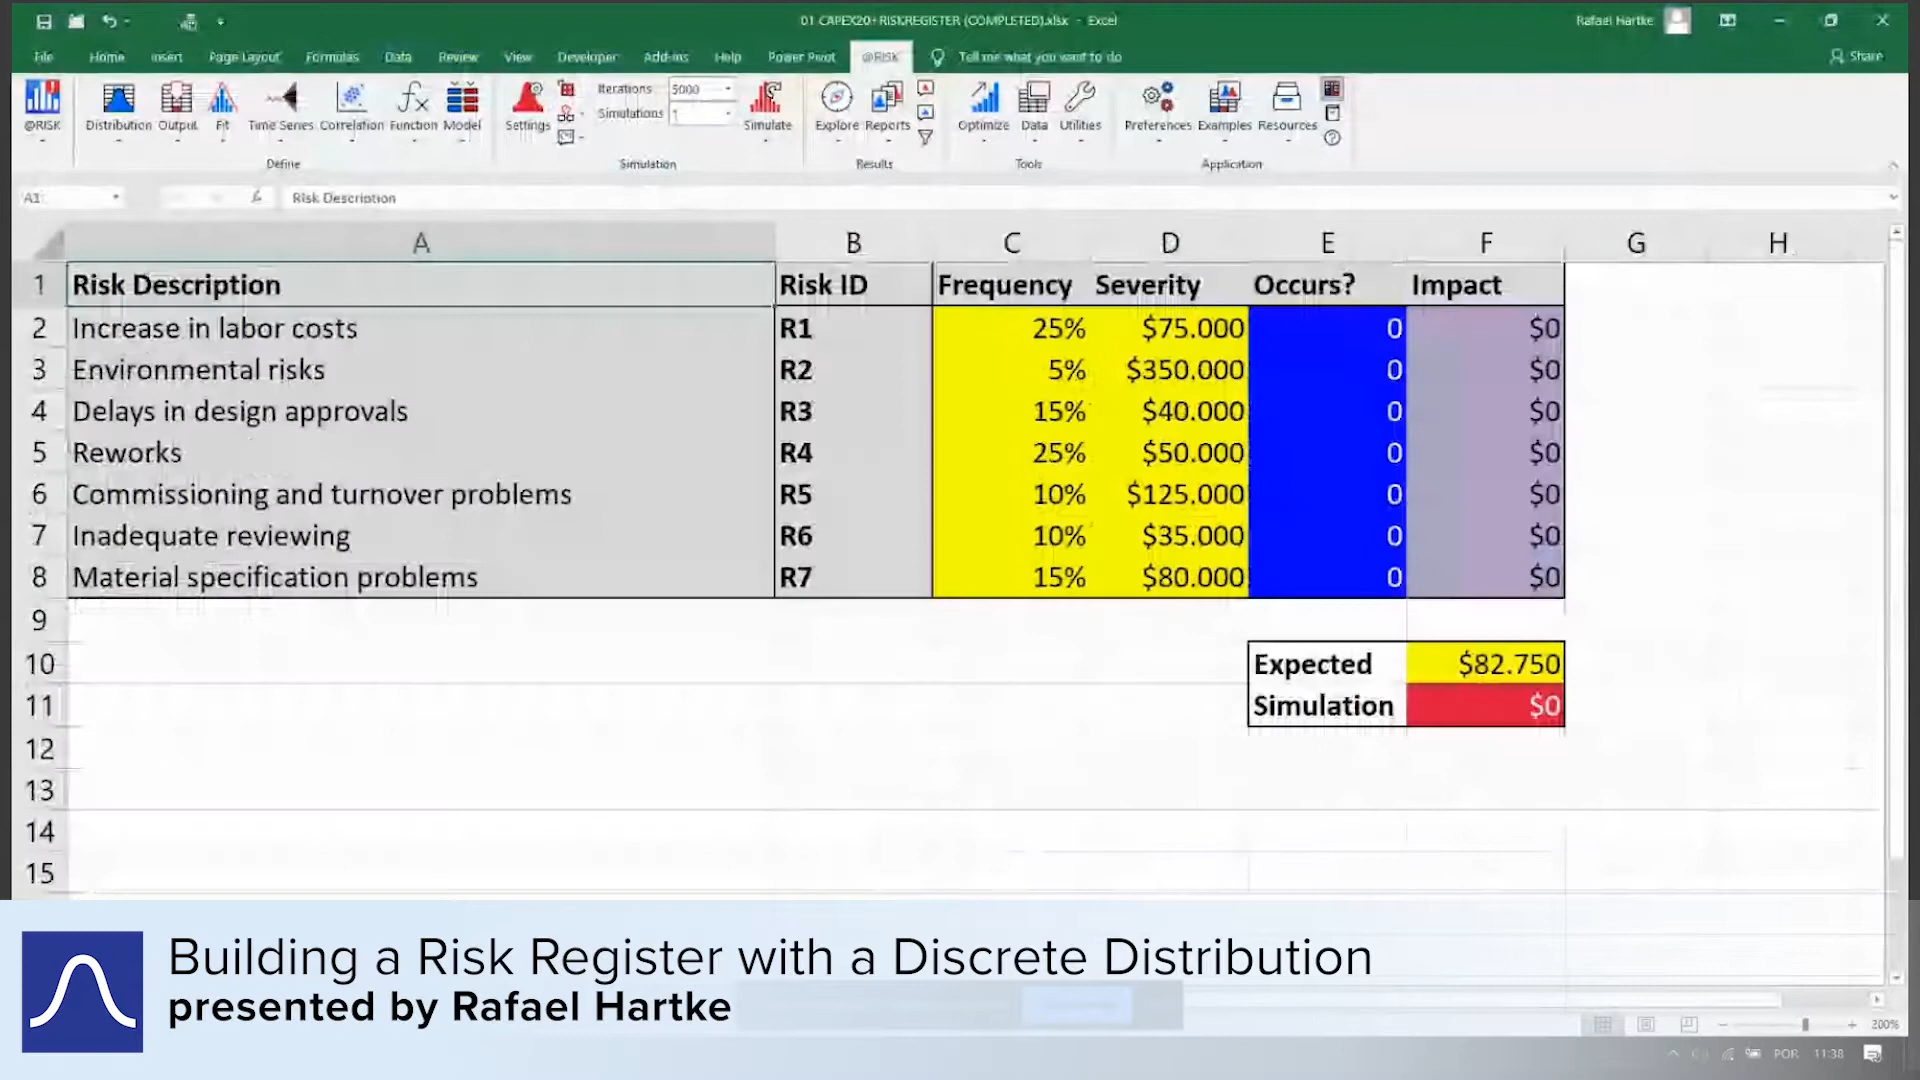 01 CAPEX20+RISKREGISTER (COMPLETED).xlsx - Excel
Rafael Hartke
File Home Insert Page Layout Formulas Data Review View Developer Add-ins Help Power Pivot @RISK Tell me what you want to do Share
Iterations 5000
Simulations 1
@RISK Distribution Output Fit Time Series Correlation Function Model Settings Simulate Explore Reports Optimize Data Utilities Preferences Examples Resources
Define Simulation Results Tools Application
A1 fx Risk Description
A B C D E F G H
1 Risk Description Risk ID Frequency Severity Occurs? Impact
2 Increase in labor costs R1 25% $75.000 0 $0
3 Environmental risks R2 5% $350.000 0 $0
4 Delays in design approvals R3 15% $40.000 0 $0
5 Reworks R4 25% $50.000 0 $0
6 Commissioning and turnover problems R5 10% $125.000 0 $0
7 Inadequate reviewing R6 10% $35.000 0 $0
8 Material specification problems R7 15% $80.000 0 $0
9
10 Expected $82.750
11 Simulation $0
12
13
14
15
Building a Risk Register with a Discrete Distribution
presented by Rafael Hartke
200%
POR 11:38